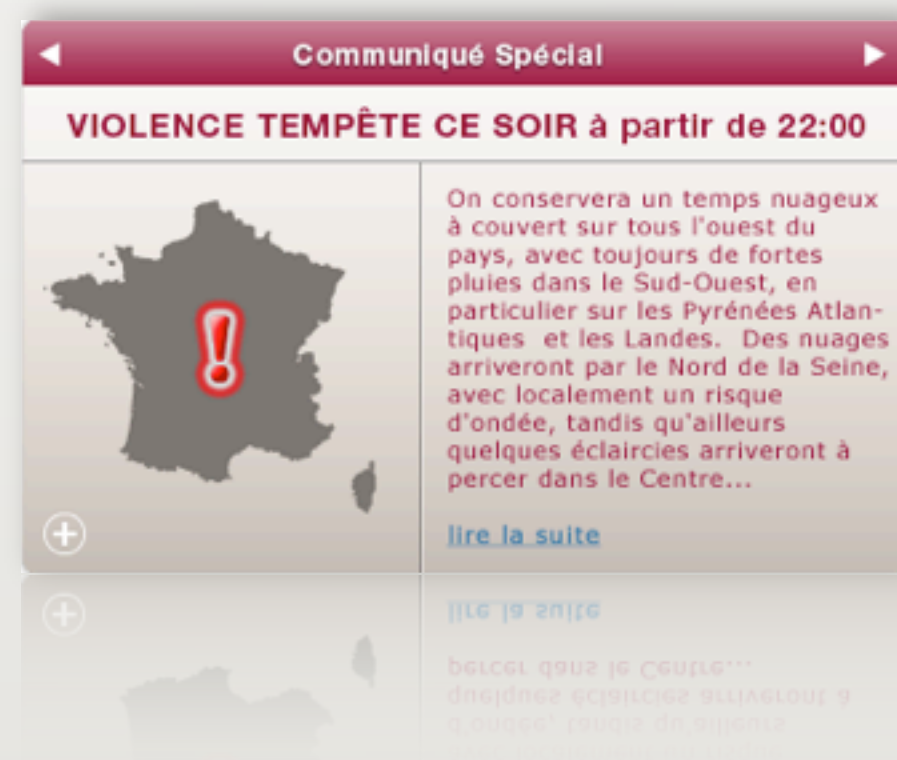 Communiqué Spécial
VIOLENCE TEMPÊTE CE SOIR à partir de 22:00
On conservera un temps nuageux
à couvert sur tous l'ouest du
pays, avec toujours de fortes
pluies dans le Sud-Ouest, en
particulier sur les Pyrénées Atlan-
tiques et les Landes. Des nuages
arriveront par le Nord de la Seine,
avec localement un risque
d'ondée, tandis qu'ailleurs
quelques éclaircies arriveront à
percer dans le Centre...
lire la suite